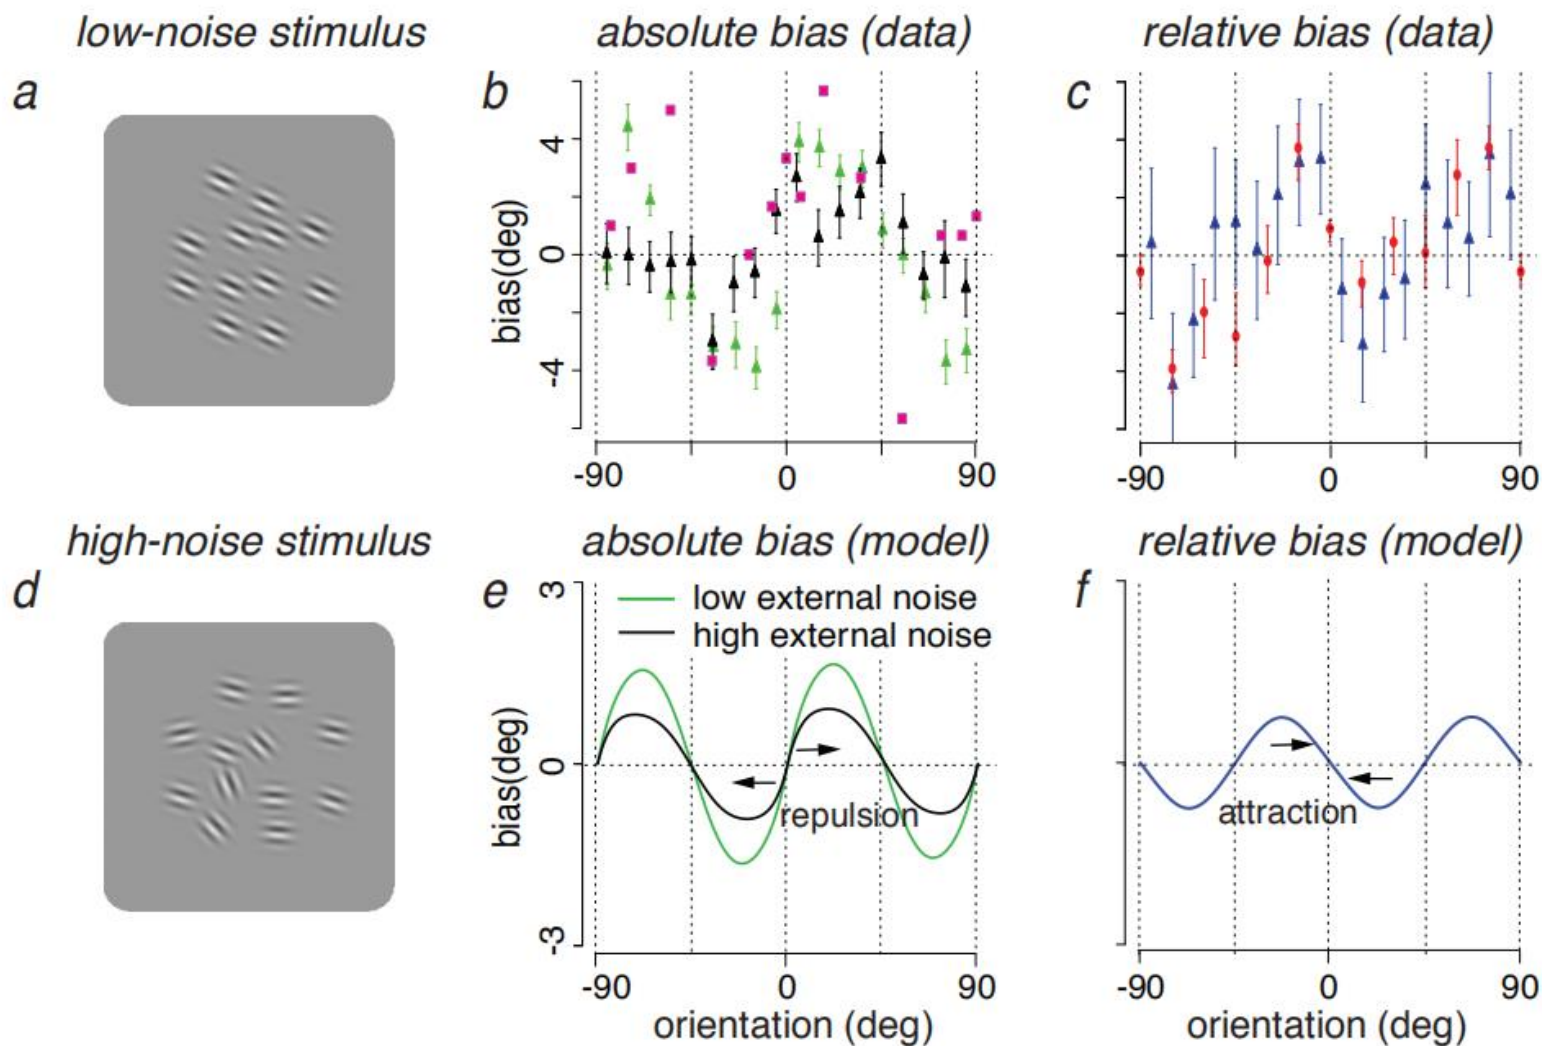 low-noise stimulus
absolute bias (data)
relative bias (data)
a
b
c
4
0
-4
bias(deg)
-90
0
90
-90
0
90
high-noise stimulus
absolute bias (model)
relative bias (model)
d
e
f
3
0
-3
bias(deg)
low external noise
high external noise
repulsion
attraction
-90
0
90
-90
0
90
orientation (deg)
orientation (deg)